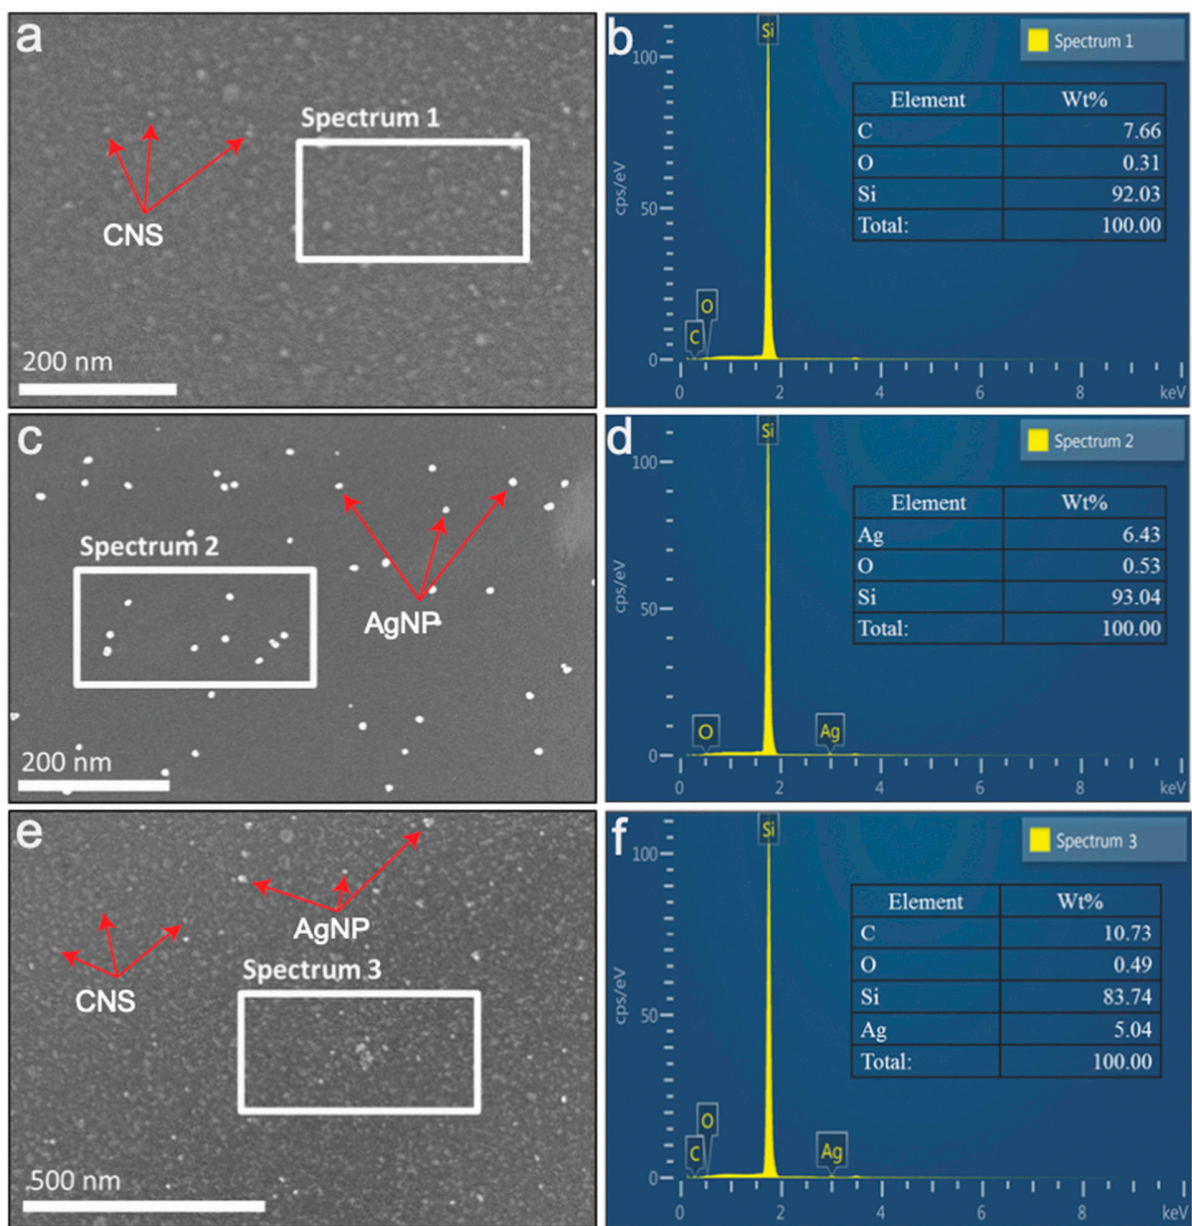 a
Spectrum 1
CNS
200 nm
b
Si
Spectrum 1
100
50
0
cps/eV
Element Wt%
C 7.66
O 0.31
Si 92.03
Total: 100.00
O
C
0 2 4 6 8 keV
c
Spectrum 2
AgNP
200 nm
d
Si
Spectrum 2
100
50
0
cps/eV
Element Wt%
Ag 6.43
O 0.53
Si 93.04
Total: 100.00
O
Ag
0 2 4 6 8 keV
e
AgNP
CNS
Spectrum 3
500 nm
f
Si
Spectrum 3
100
50
0
cps/eV
Element Wt%
C 10.73
O 0.49
Si 83.74
Ag 5.04
Total: 100.00
O
C
Ag
0 2 4 6 8 keV